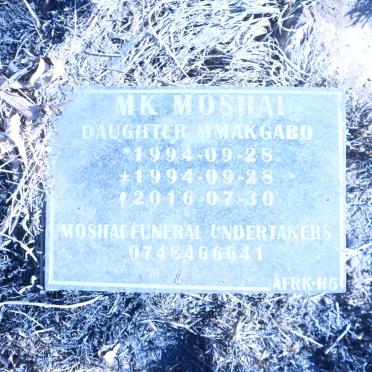 MK MOSHAI
DAUGHTER MMAKGABO
*1994-09-28
+1994-09-28
†2016-07-30
MOSHAI FUNERAL UNDERTAKERS
0748466641
AFRK-H5